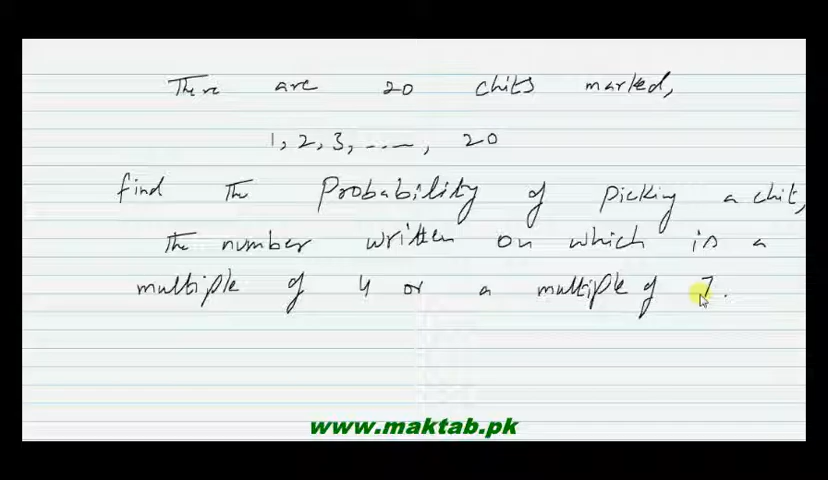 There are 20 chits marked,
1, 2, 3, ....., 20
find the Probability of picking a chit,
the number written on which is a
multiple of 4 or a multiple of 7.
www.maktab.pk